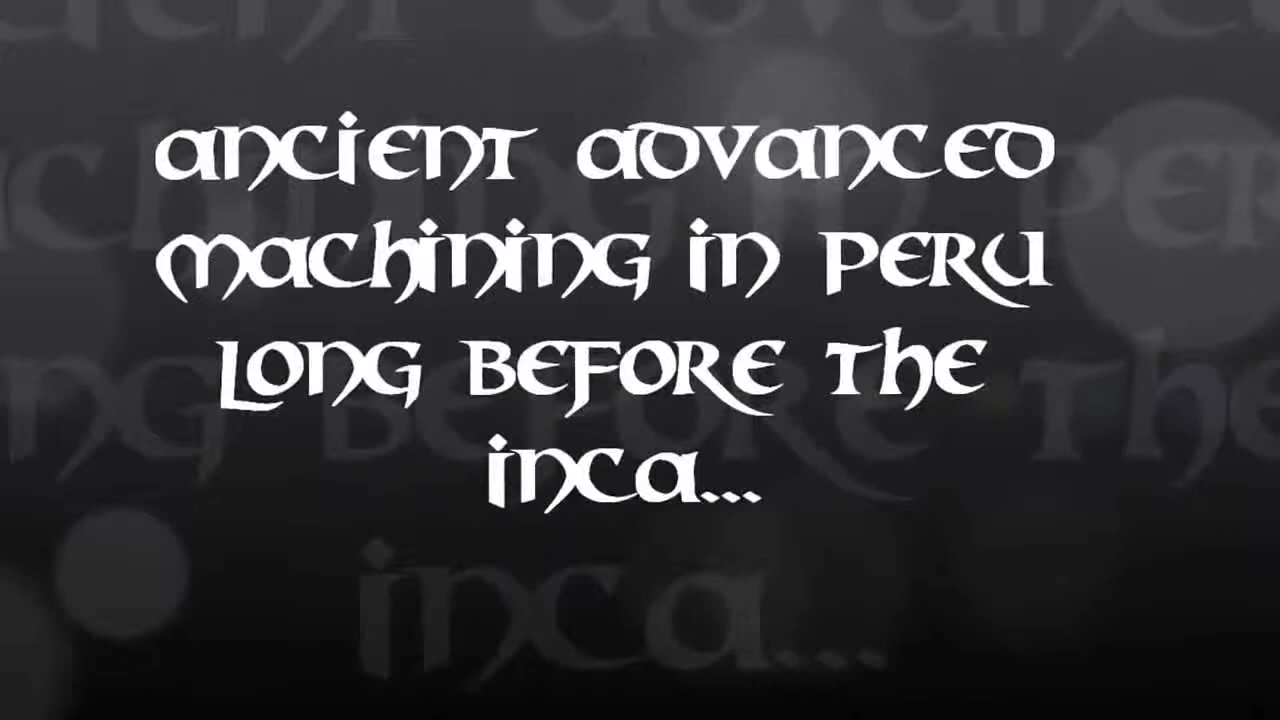 ANCIENT ADVANCED
MACHINING IN PERU
LONG BEFORE THE
INCA...